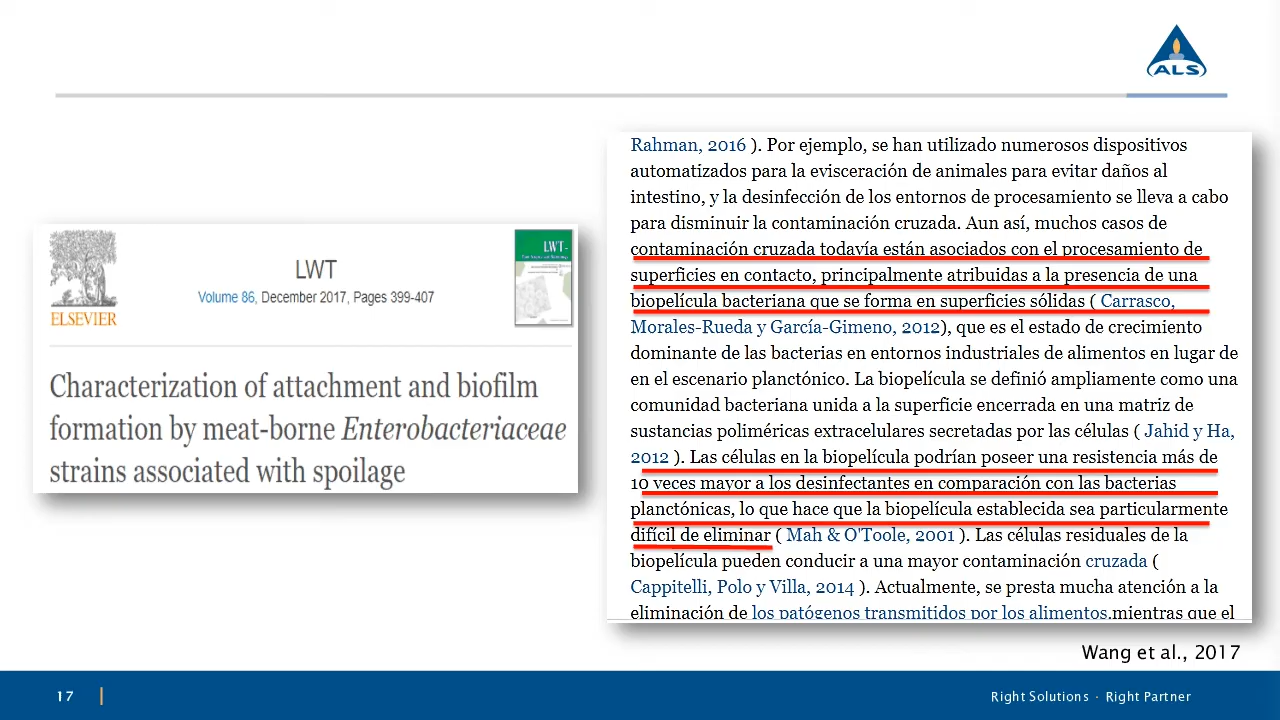 ALS
ELSEVIER
LWT
Volume 86, December 2017, Pages 399-407
LWT-
Characterization of attachment and biofilm
formation by meat-borne Enterobacteriaceae
strains associated with spoilage
Rahman, 2016 ). Por ejemplo, se han utilizado numerosos dispositivos
automatizados para la evisceración de animales para evitar daños al
intestino, y la desinfección de los entornos de procesamiento se lleva a cabo
para disminuir la contaminación cruzada. Aun así, muchos casos de
contaminación cruzada todavía están asociados con el procesamiento de
superficies en contacto, principalmente atribuidas a la presencia de una
biopelícula bacteriana que se forma en superficies sólidas ( Carrasco,
Morales-Rueda y García-Gimeno, 2012), que es el estado de crecimiento
dominante de las bacterias en entornos industriales de alimentos en lugar de
en el escenario planctónico. La biopelícula se definió ampliamente como una
comunidad bacteriana unida a la superficie encerrada en una matriz de
sustancias poliméricas extracelulares secretadas por las células ( Jahid y Ha,
2012 ). Las células en la biopelícula podrían poseer una resistencia más de
10 veces mayor a los desinfectantes en comparación con las bacterias
planctónicas, lo que hace que la biopelícula establecida sea particularmente
difícil de eliminar ( Mah & O'Toole, 2001 ). Las células residuales de la
biopelícula pueden conducir a una mayor contaminación cruzada (
Cappitelli, Polo y Villa, 2014 ). Actualmente, se presta mucha atención a la
eliminación de los patógenos transmitidos por los alimentos.mientras que el
Wang et al., 2017
17
Right Solutions · Right Partner